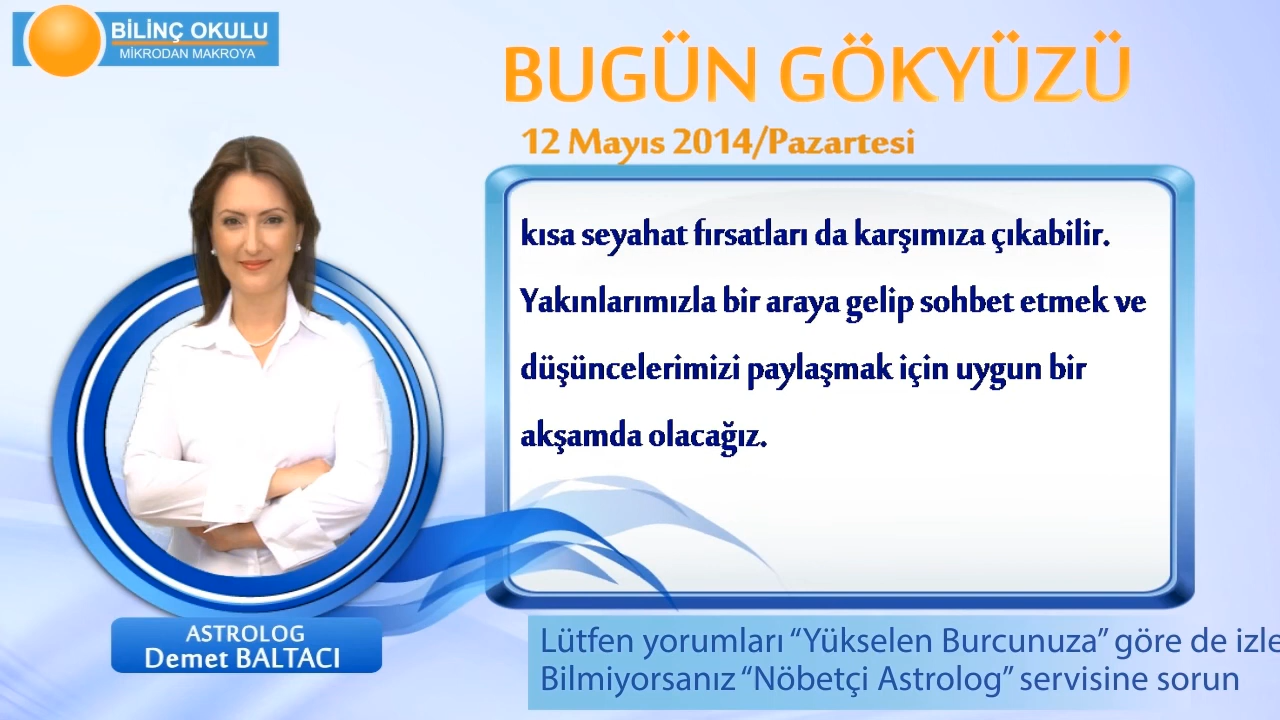 BİLİNÇ OKULU
MİKRODAN MAKROYA
BUGÜN GÖKYÜZÜ
12 Mayıs 2014/Pazartesi
kısa seyahat fırsatları da karşımıza çıkabilir.
Yakınlarımızla bir araya gelip sohbet etmek ve
düşüncelerimizi paylaşmak için uygun bir
akşamda olacağız.
ASTROLOG
Demet BALTACI
Lütfen yorumları “Yükselen Burcunuza” göre de izle
Bilmiyorsanız “Nöbetçi Astrolog” servisine sorun